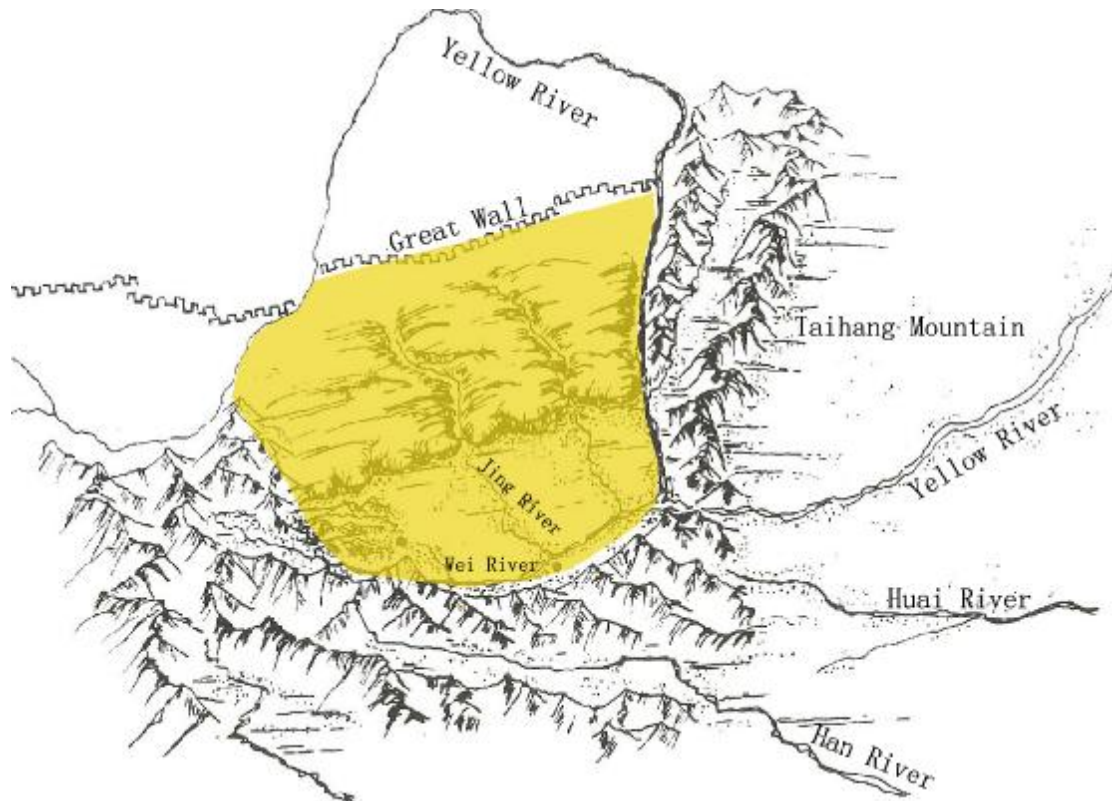 Yellow River
Great Wall
Taihang Mountain
Yellow River
Jing River
Wei River
Huai River
Han River